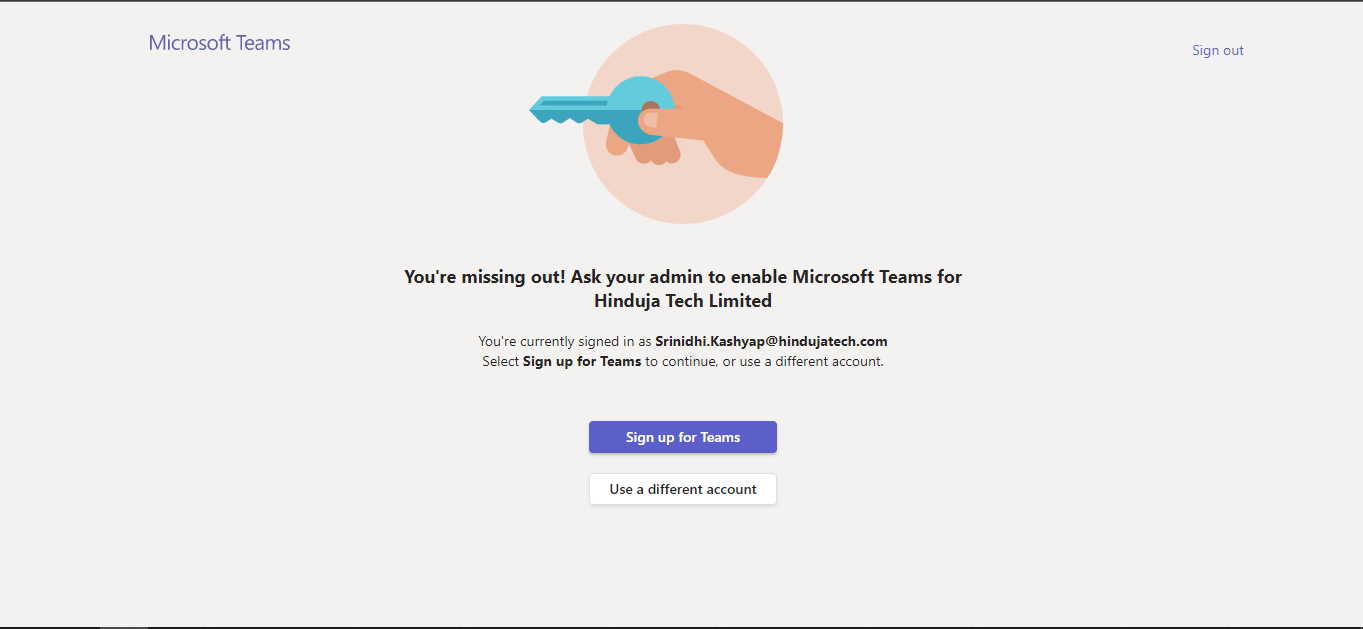 Microsoft Teams
Sign out
You're missing out! Ask your admin to enable Microsoft Teams for
Hinduja Tech Limited
You're currently signed in as Srinidhi.Kashyap@hindujatech.com
Select Sign up for Teams to continue, or use a different account.
Sign up for Teams
Use a different account